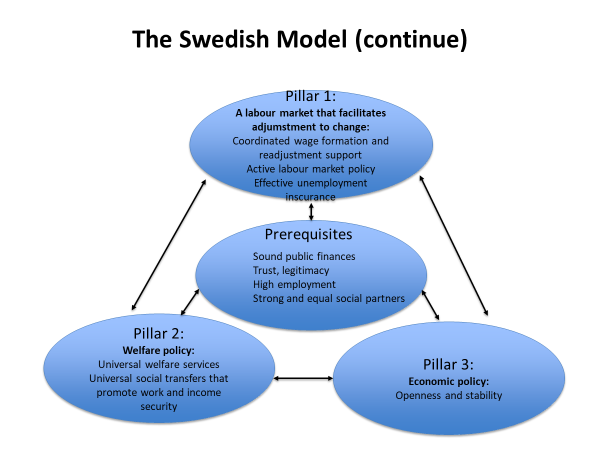 The Swedish Model (continue)
Pillar 1:
A labour market that facilitates
adjumstment to change:
Coordinated wage formation and
readjustment support
Active labour market policy
Effective unemployment
inscurance
Prerequisites
Sound public finances
Trust, legitimacy
High employment
Strong and equal social partners
Pillar 2:
Welfare policy:
Universal welfare services
Universal social transfers that
promote work and income
security
Pillar 3:
Economic policy:
Openness and stability